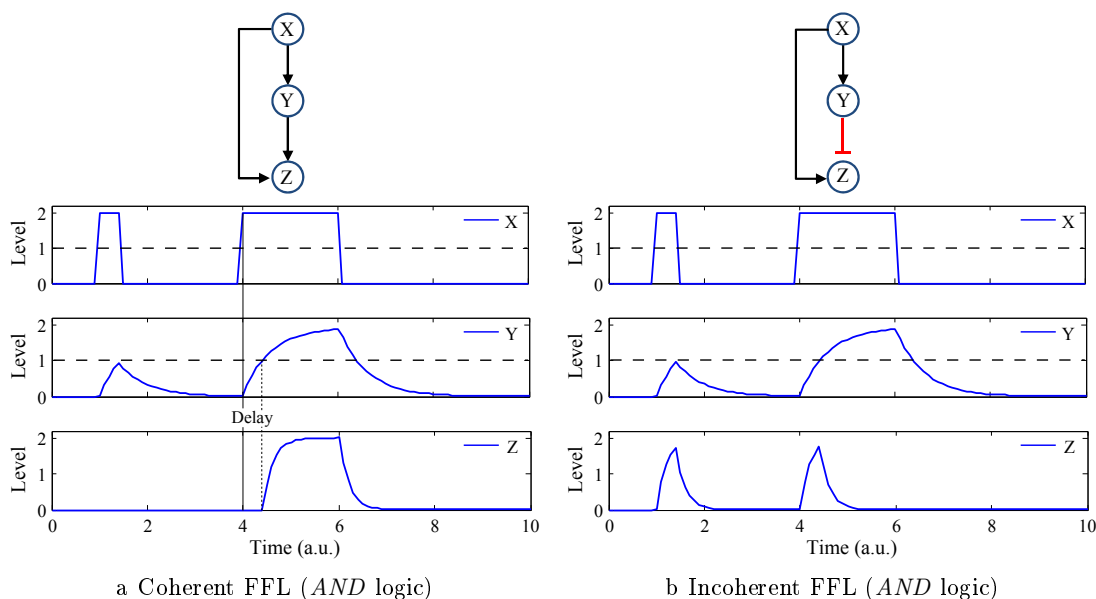 X
Y
Z
Level
2
1
0
X
Level
2
1
0
Y
Delay
Level
2
1
0
Z
0 2 4 6 8 10
Time (a.u.)
a Coherent FFL (AND logic)
X
Y
Z
Level
2
1
0
X
Level
2
1
0
Y
Level
2
1
0
Z
0 2 4 6 8 10
Time (a.u.)
b Incoherent FFL (AND logic)